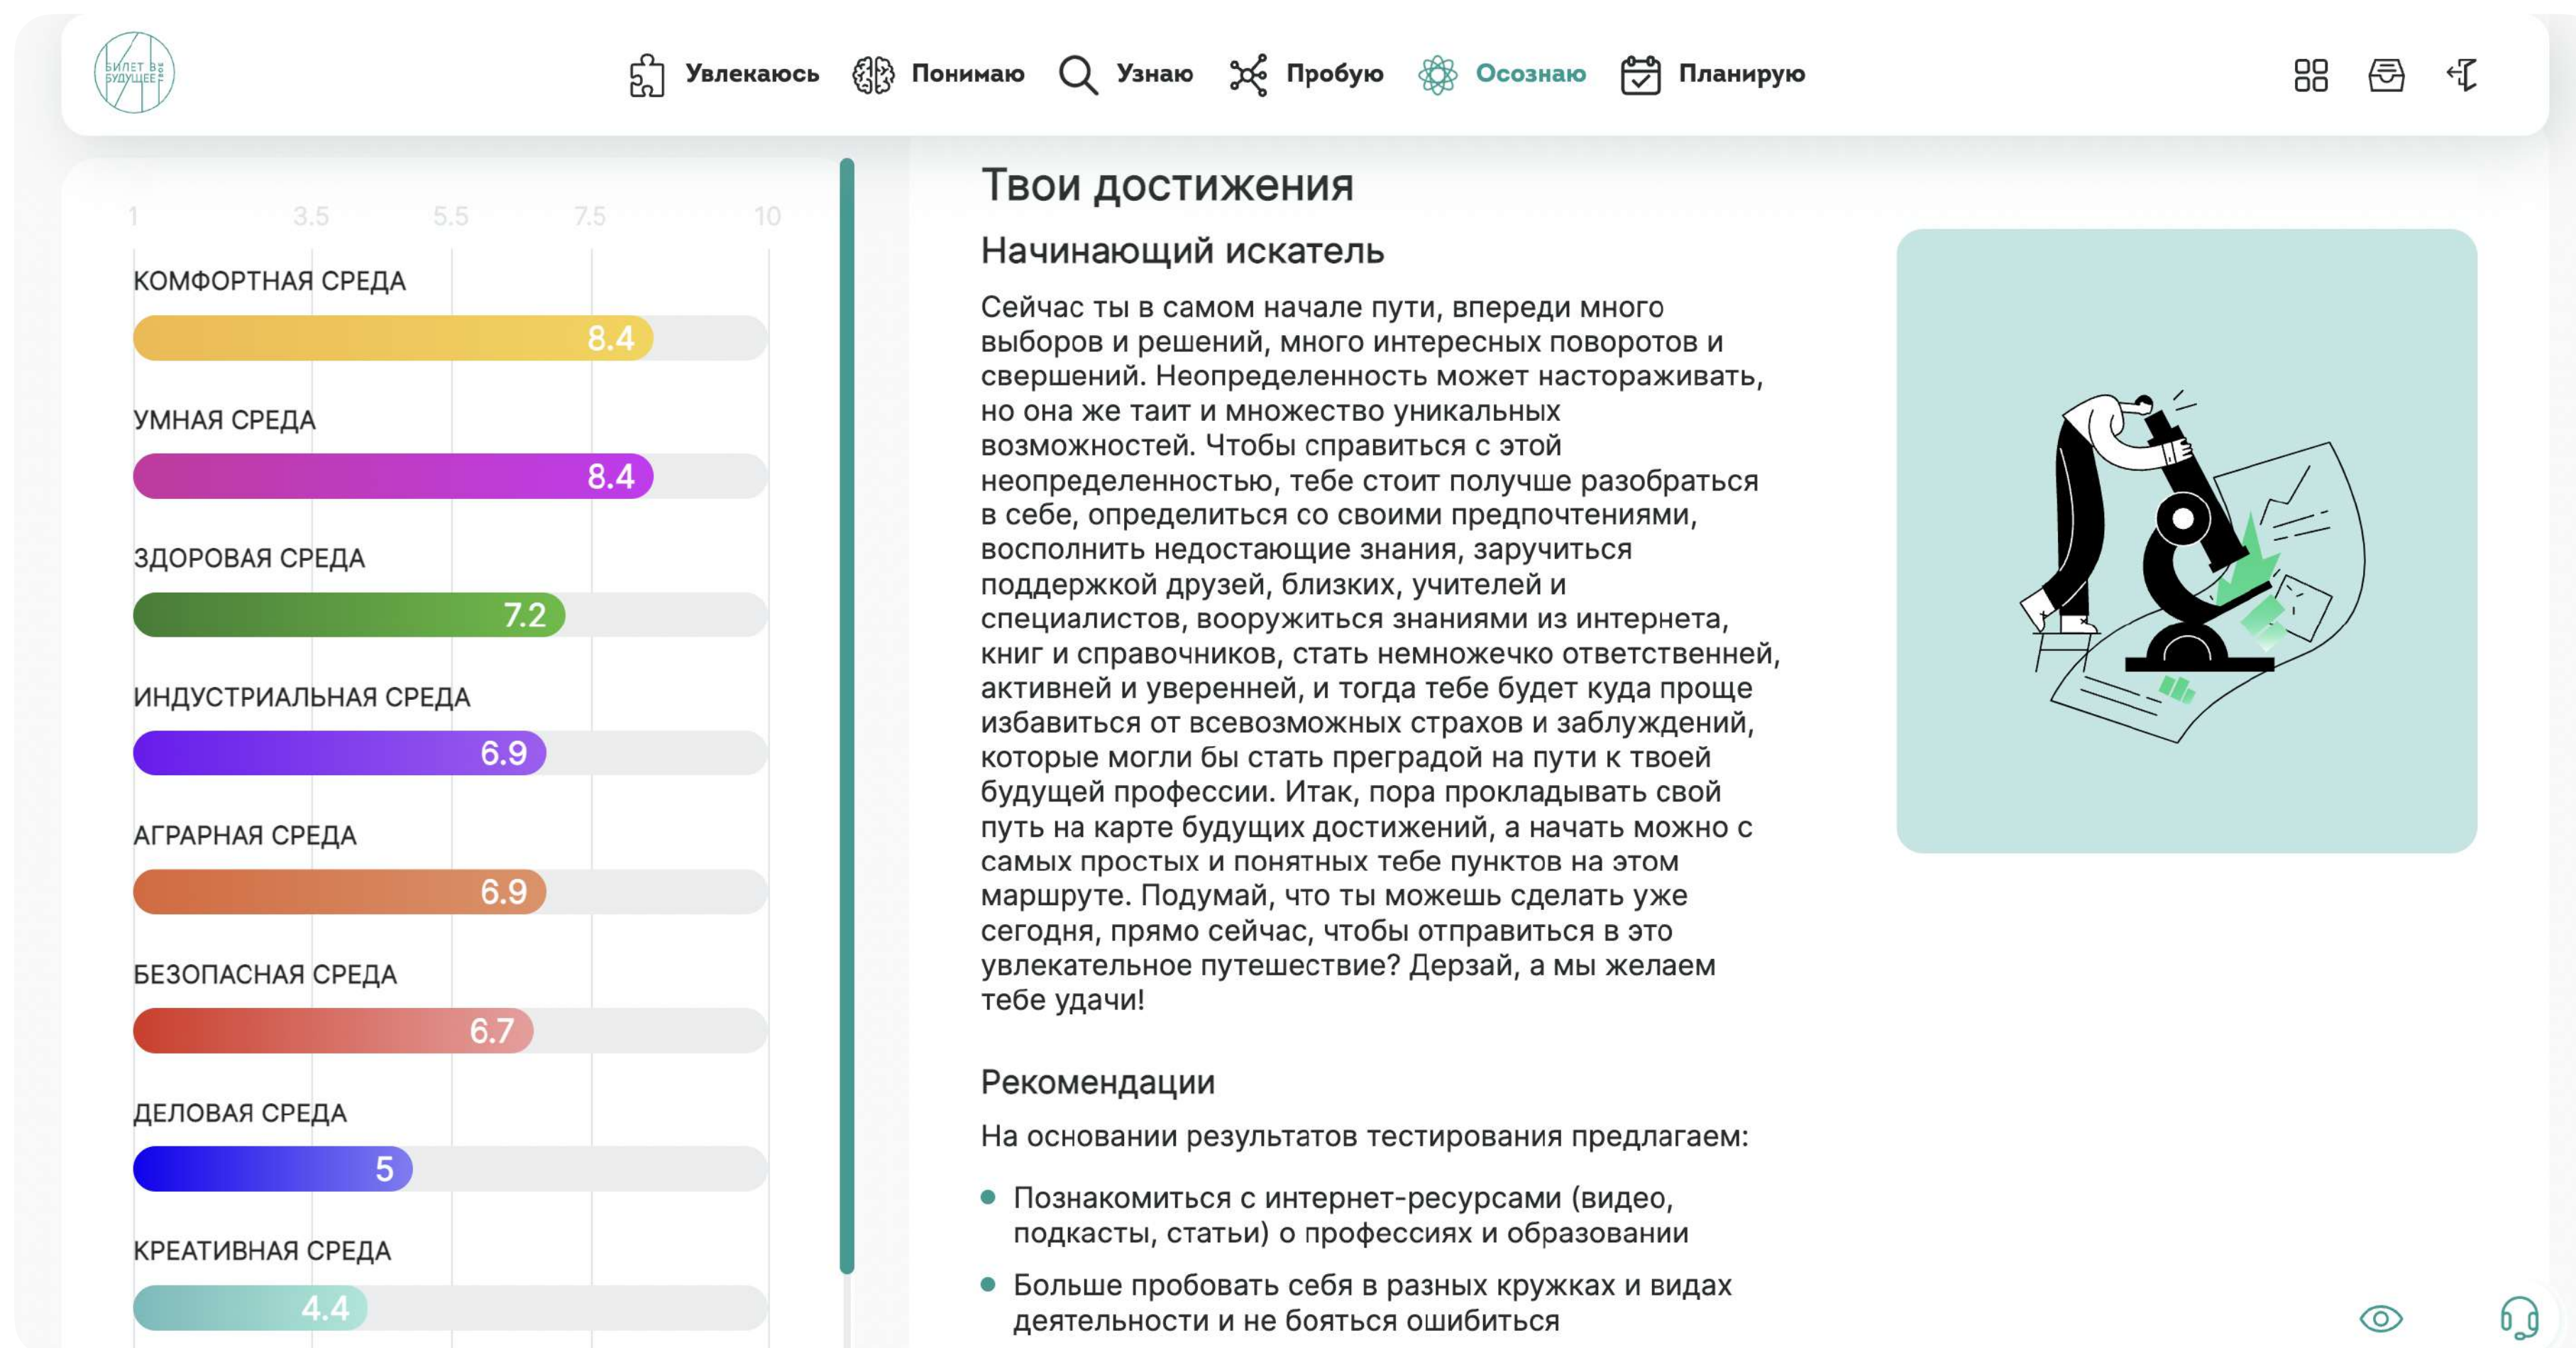 БИЛЕТ В
БУДУЩЕЕ
Увлекаюсь
Понимаю
Узнаю
Пробую
Осознаю
Планирую
1 3.5 5.5 7.5 10
КОМФОРТНАЯ СРЕДА
8.4
УМНАЯ СРЕДА
8.4
ЗДОРОВАЯ СРЕДА
7.2
ИНДУСТРИАЛЬНАЯ СРЕДА
6.9
АГРАРНАЯ СРЕДА
6.9
БЕЗОПАСНАЯ СРЕДА
6.7
ДЕЛОВАЯ СРЕДА
5
КРЕАТИВНАЯ СРЕДА
4.4
Твои достижения
Начинающий искатель
Сейчас ты в самом начале пути, впереди много
выборов и решений, много интересных поворотов и
свершений. Неопределенность может настораживать,
но она же таит и множество уникальных
возможностей. Чтобы справиться с этой
неопределенностью, тебе стоит получше разобраться
в себе, определиться со своими предпочтениями,
восполнить недостающие знания, заручиться
поддержкой друзей, близких, учителей и
специалистов, вооружиться знаниями из интернета,
книг и справочников, стать немножечко ответственней,
активней и уверенней, и тогда тебе будет куда проще
избавиться от всевозможных страхов и заблуждений,
которые могли бы стать преградой на пути к твоей
будущей профессии. Итак, пора прокладывать свой
путь на карте будущих достижений, а начать можно с
самых простых и понятных тебе пунктов на этом
маршруте. Подумай, что ты можешь сделать уже
сегодня, прямо сейчас, чтобы отправиться в это
увлекательное путешествие? Дерзай, а мы желаем
тебе удачи!
Рекомендации
На основании результатов тестирования предлагаем:
Познакомиться с интернет-ресурсами (видео,
подкасты, статьи) о профессиях и образовании
Больше пробовать себя в разных кружках и видах
деятельности и не бояться ошибиться